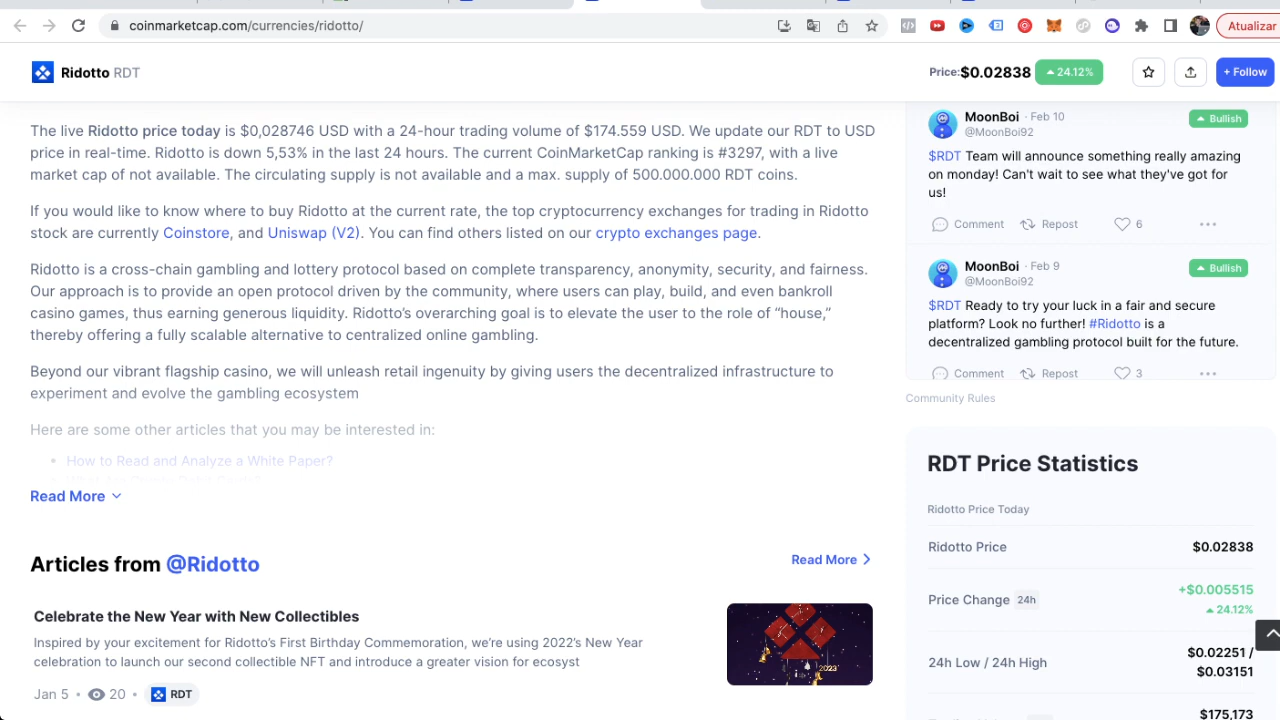 coinmarketcap.com/currencies/ridotto/
Atualizar
Ridotto RDT
Price: $0.02838
24.12%
+ Follow
The live Ridotto price today is $0,028746 USD with a 24-hour trading volume of $174.559 USD. We update our RDT to USD
price in real-time. Ridotto is down 5,53% in the last 24 hours. The current CoinMarketCap ranking is #3297, with a live
market cap of not available. The circulating supply is not available and a max. supply of 500.000.000 RDT coins.
If you would like to know where to buy Ridotto at the current rate, the top cryptocurrency exchanges for trading in Ridotto
stock are currently Coinstore, and Uniswap (V2). You can find others listed on our crypto exchanges page.
Ridotto is a cross-chain gambling and lottery protocol based on complete transparency, anonymity, security, and fairness.
Our approach is to provide an open protocol driven by the community, where users can play, build, and even bankroll
casino games, thus earning generous liquidity. Ridotto’s overarching goal is to elevate the user to the role of “house,”
thereby offering a fully scalable alternative to centralized online gambling.
Beyond our vibrant flagship casino, we will unleash retail ingenuity by giving users the decentralized infrastructure to
experiment and evolve the gambling ecosystem
Here are some other articles that you may be interested in:
• How to Read and Analyze a White Paper?
Read More
Articles from @Ridotto
Read More
Celebrate the New Year with New Collectibles
Inspired by your excitement for Ridotto’s First Birthday Commemoration, we’re using 2022’s New Year
celebration to launch our second collectible NFT and introduce a greater vision for ecosyst
Jan 5 • 20 • RDT
2023
MoonBoi · Feb 10
@MoonBoi92
Bullish
$RDT Team will announce something really amazing
on monday! Can't wait to see what they've got for
us!
Comment Repost 6
MoonBoi · Feb 9
@MoonBoi92
Bullish
$RDT Ready to try your luck in a fair and secure
platform? Look no further! #Ridotto is a
decentralized gambling protocol built for the future.
Comment Repost 3
Community Rules
RDT Price Statistics
Ridotto Price Today
Ridotto Price $0.02838
Price Change 24h +$0.005515
24.12%
24h Low / 24h High $0.02251 /
$0.03151
$175,173